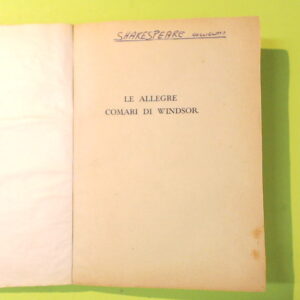 SHAKESPEARE
LE ALLEGRE
COMARI DI WINDSOR.